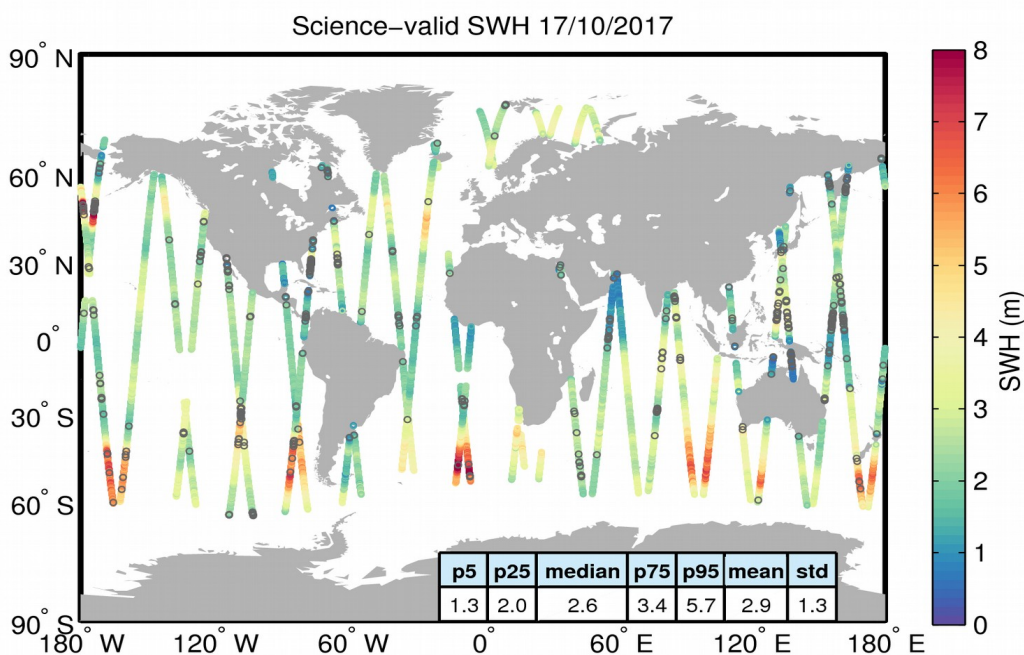 Science−valid SWH 17/10/2017
90° N
60° N
30° N
0°
30° S
60° S
90° S
180° W
120° W
60° W
0°
60° E
120° E
180° E
8
7
6
5
4
3
2
1
0
SWH (m)
p5 p25 median p75 p95 mean std
1.3 2.0 2.6 3.4 5.7 2.9 1.3